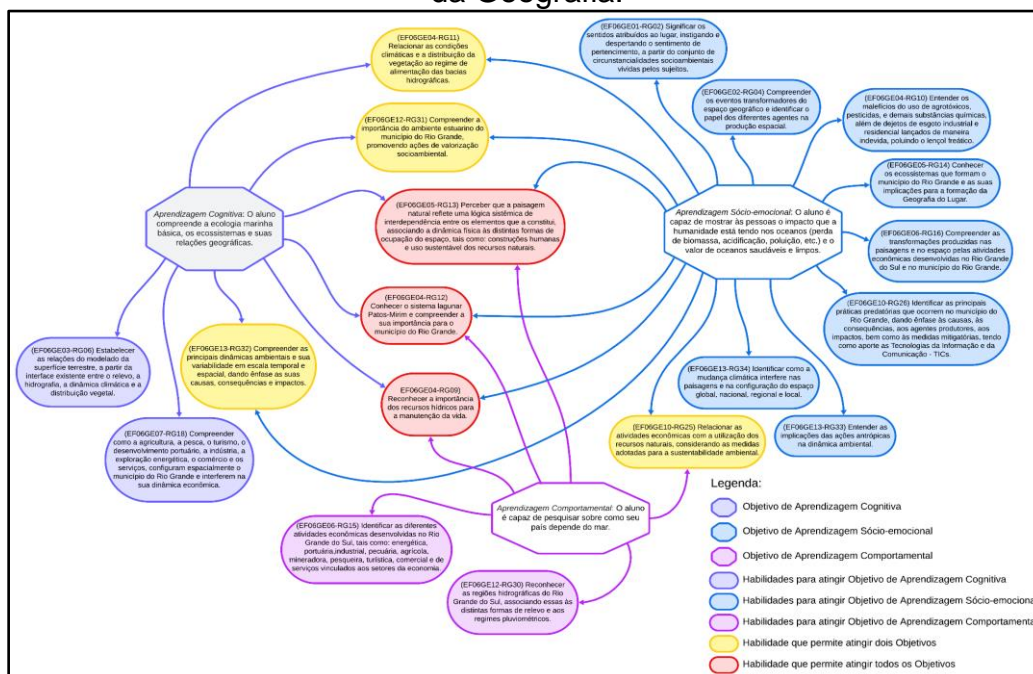 da Geografia.
(EF06GE04-RG11)
Relacionar as condições
climáticas e a distribuição da
vegetação ao regime de
alimentação das bacias
hidrográficas.
(EF06GE12-RG31) Compreender a
importância do ambiente estuarino do
município do Rio Grande,
promovendo ações de valorização
socioambiental.
(EF06GE05-RG13) Perceber que a paisagem
natural reflete uma lógica sistêmica de
interdependência entre os elementos que a constitui,
associando a dinâmica física às distintas formas de
ocupação do espaço, tais como: construções humanas
e uso sustentável dos recursos naturais.
(EF06GE04-RG12)
Conhecer o sistema lagunar
Patos-Mirim e compreender a
sua importância para o
município do Rio Grande.
(EF06GE04-RG09)
Reconhecer a importância
dos recursos hídricos para
a manutenção da vida.
Aprendizagem Cognitiva: O aluno
compreende a ecologia marinha
básica, os ecossistemas e suas
relações geográficas.
(EF06GE03-RG06) Estabelecer
as relações do modelado da
superfície terrestre, a partir da
interface existente entre o relevo, a
hidrografia, a dinâmica climática e a
distribuição vegetal.
(EF06GE13-RG32) Compreender as
principais dinâmicas ambientais e sua
variabilidade em escala temporal e
espacial, dando ênfase as suas
causas, consequências e impactos.
(EF06GE07-RG18) Compreender
como a agricultura, a pesca, o turismo, o
desenvolvimento portuário, a indústria, a
exploração energética, o comércio e os
serviços, configuram espacialmente o
município do Rio Grande e interferem na
sua dinâmica econômica.
(EF06GE01-RG02) Significar os
sentidos atribuídos ao lugar, instigando e
despertando o sentimento de
pertencimento, a partir do conjunto de
circunstancialidades socioambientais
vividas pelos sujeitos.
(EF06GE02-RG04) Compreender
os eventos transformadores do
espaço geográfico e identificar o
papel dos diferentes agentes na
produção espacial.
(EF06GE04-RG10) Entender os
malefícios do uso de agrotóxicos,
pesticidas, e demais substâncias químicas,
além de dejetos de esgoto industrial e
residencial lançados de maneira
indevida, poluindo o lençol freático.
(EF06GE05-RG14) Conhecer
os ecossistemas que formam o
município do Rio Grande e as suas
implicações para a formação da
Geografia do Lugar.
Aprendizagem Sócio-emocional: O aluno
é capaz de mostrar às pessoas o impacto que a
humanidade está tendo nos oceanos (perda
de biomassa, acidificação, poluição, etc.) e o
valor de oceanos saudáveis e limpos.
(EF06GE06-RG16) Compreender as
transformações produzidas nas
paisagens e no espaço pelas atividades
econômicas desenvolvidas no Rio Grande
do Sul e no município do Rio Grande.
(EF06GE10-RG26) Identificar as principais
práticas predatórias que ocorrem no município do
Rio Grande, dando ênfase às causas, às
consequências, aos agentes produtores, aos
impactos, bem como às medidas mitigatórias, tendo
como aporte as Tecnologias da Informação e da
Comunicação - TICs.
(EF06GE13-RG34) Identificar como a
mudança climática interfere nas
paisagens e na configuração do espaço
global, nacional, regional e local.
(EF06GE13-RG33) Entender as
implicações das ações antrópicas
na dinâmica ambiental.
(EF06GE10-RG25) Relacionar as
atividades econômicas com a utilização dos
recursos naturais, considerando as medidas
adotadas para a sustentabilidade ambiental.
Aprendizagem Comportamental: O aluno
é capaz de pesquisar sobre como seu
país depende do mar.
(EF06GE06-RG15) Identificar as diferentes
atividades econômicas desenvolvidas no Rio
Grande do Sul, tais como: energética,
portuária,industrial, pecuária, agrícola,
mineradora, pesqueira, turística, comercial e de
serviços vinculados aos setores da economia.
(EF06GE12-RG30) Reconhecer
as regiões hidrográficas do Rio
Grande do Sul, associando essas às
distintas formas de relevo e aos
regimes pluviométricos.
Legenda:
Objetivo de Aprendizagem Cognitiva
Objetivo de Aprendizagem Sócio-emocional
Objetivo de Aprendizagem Comportamental
Habilidades para atingir Objetivo de Aprendizagem Cognitiva
Habilidades para atingir Objetivo de Aprendizagem Sócio-emociona
Habilidades para atingir Objetivo de Aprendizagem Comportamenta
Habilidade que permite atingir dois Objetivos
Habilidade que permite atingir todos os Objetivos